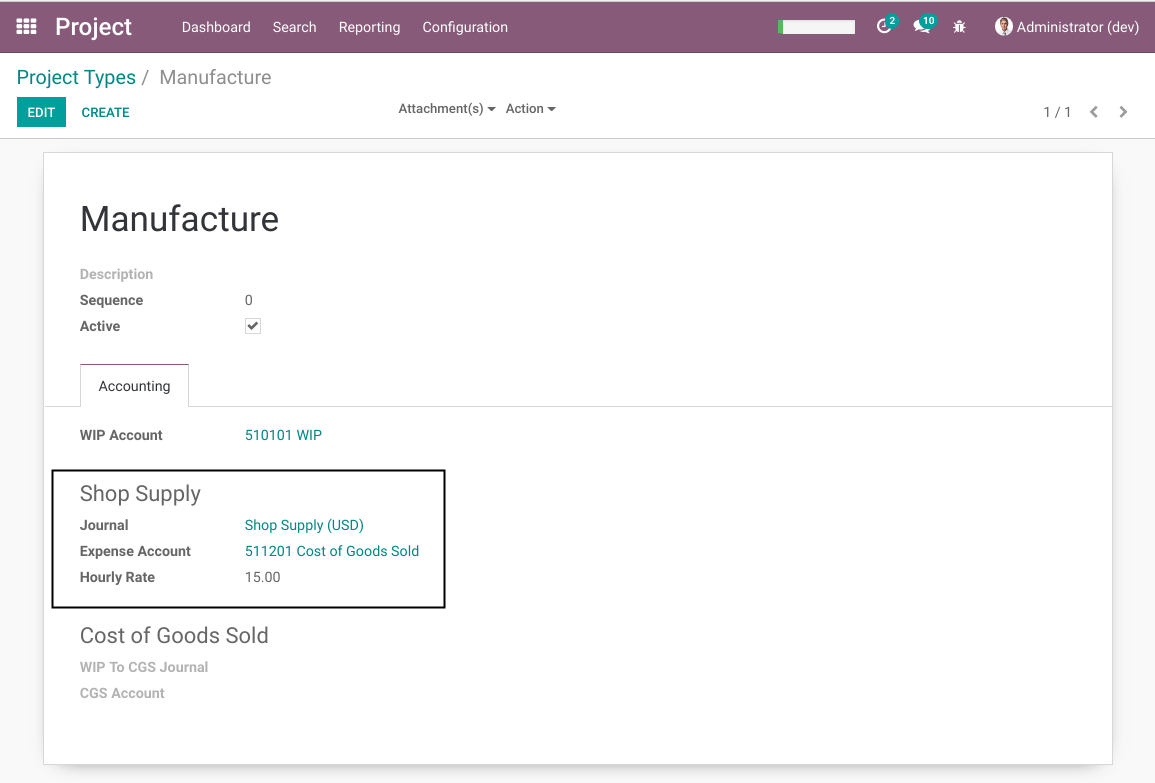 Project Dashboard Search Reporting Configuration 2 10 Administrator (dev)
Project Types / Manufacture
EDIT CREATE Attachment(s) Action 1 / 1
Manufacture
Description
Sequence 0
Active
Accounting
WIP Account 510101 WIP
Shop Supply
Journal Shop Supply (USD)
Expense Account 511201 Cost of Goods Sold
Hourly Rate 15.00
Cost of Goods Sold
WIP To CGS Journal
CGS Account